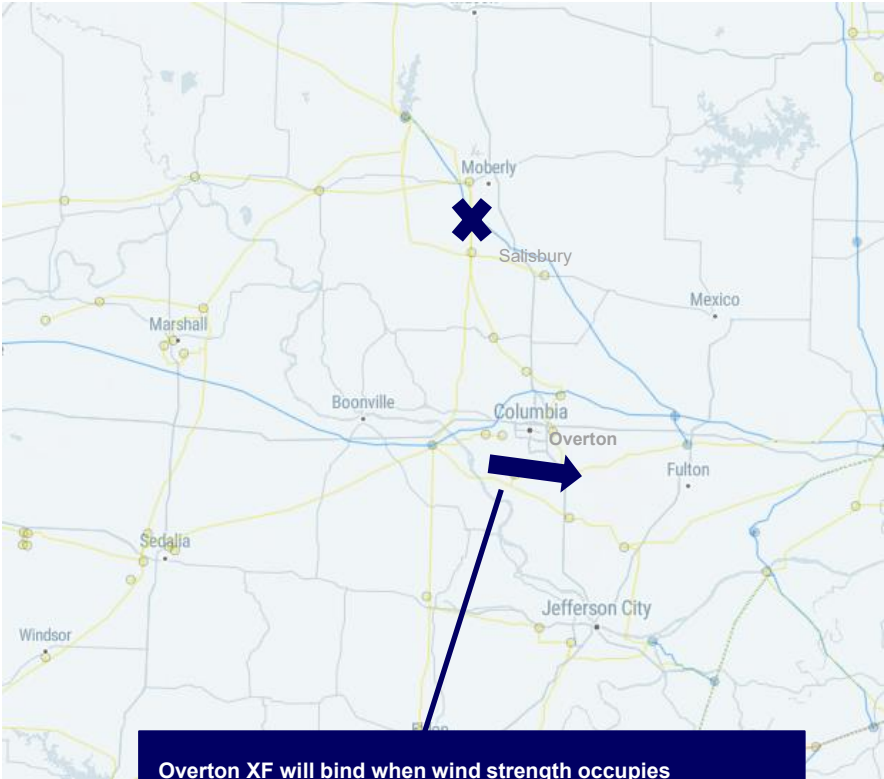 Moberly
Salisbury
Mexico
Marshall
Boonville
Columbia
Overton
Fulton
Sedalia
Jefferson City
Windsor
Overton XF will bind when wind strength occupies